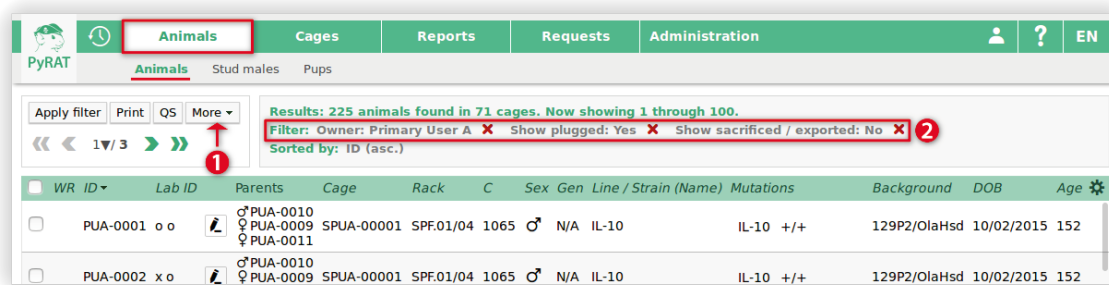 Animals Cages Reports Requests Administration ? EN
PyRAT
Animals Stud males Pups
Apply filter Print QS More
Results: 225 animals found in 71 cages. Now showing 1 through 100.
Filter: Owner: Primary User A X Show plugged: Yes X Show sacrificed / exported: No X 2
1 / 3
Sorted by: ID (asc.)
1
WR ID Lab ID Parents Cage Rack C Sex Gen Line / Strain (Name) Mutations Background DOB Age
♂PUA-0010
PUA-0001 o o ♀PUA-0009 SPUA-00001 SPF.01/04 1065 ♂ N/A IL-10 IL-10 +/+ 129P2/OlaHsd 10/02/2015 152
♀PUA-0011
♂PUA-0010
PUA-0002 x o ♀PUA-0009 SPUA-00001 SPF.01/04 1065 ♂ N/A IL-10 IL-10 +/+ 129P2/OlaHsd 10/02/2015 152